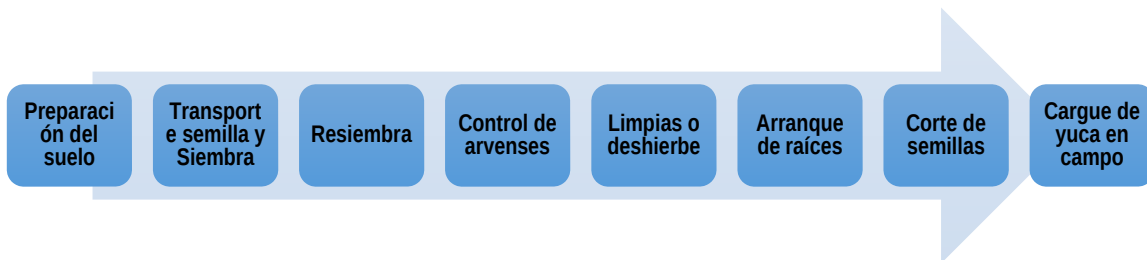 Preparaci
ón del
suelo
Transport
e semilla y
Siembra
Resiembra
Control de
arvenses
Limpias o
deshierbe
Arranque
de raíces
Corte de
semillas
Cargue de
yuca en
campo